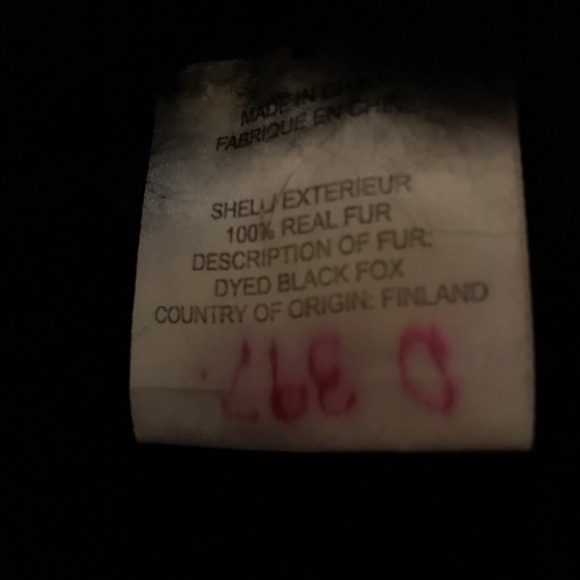 MADE IN CHINA
FABRIQUE EN CHINE
SHELL/EXTERIEUR
100% REAL FUR
DESCRIPTION OF FUR:
DYED BLACK FOX
COUNTRY OF ORIGIN: FINLAND